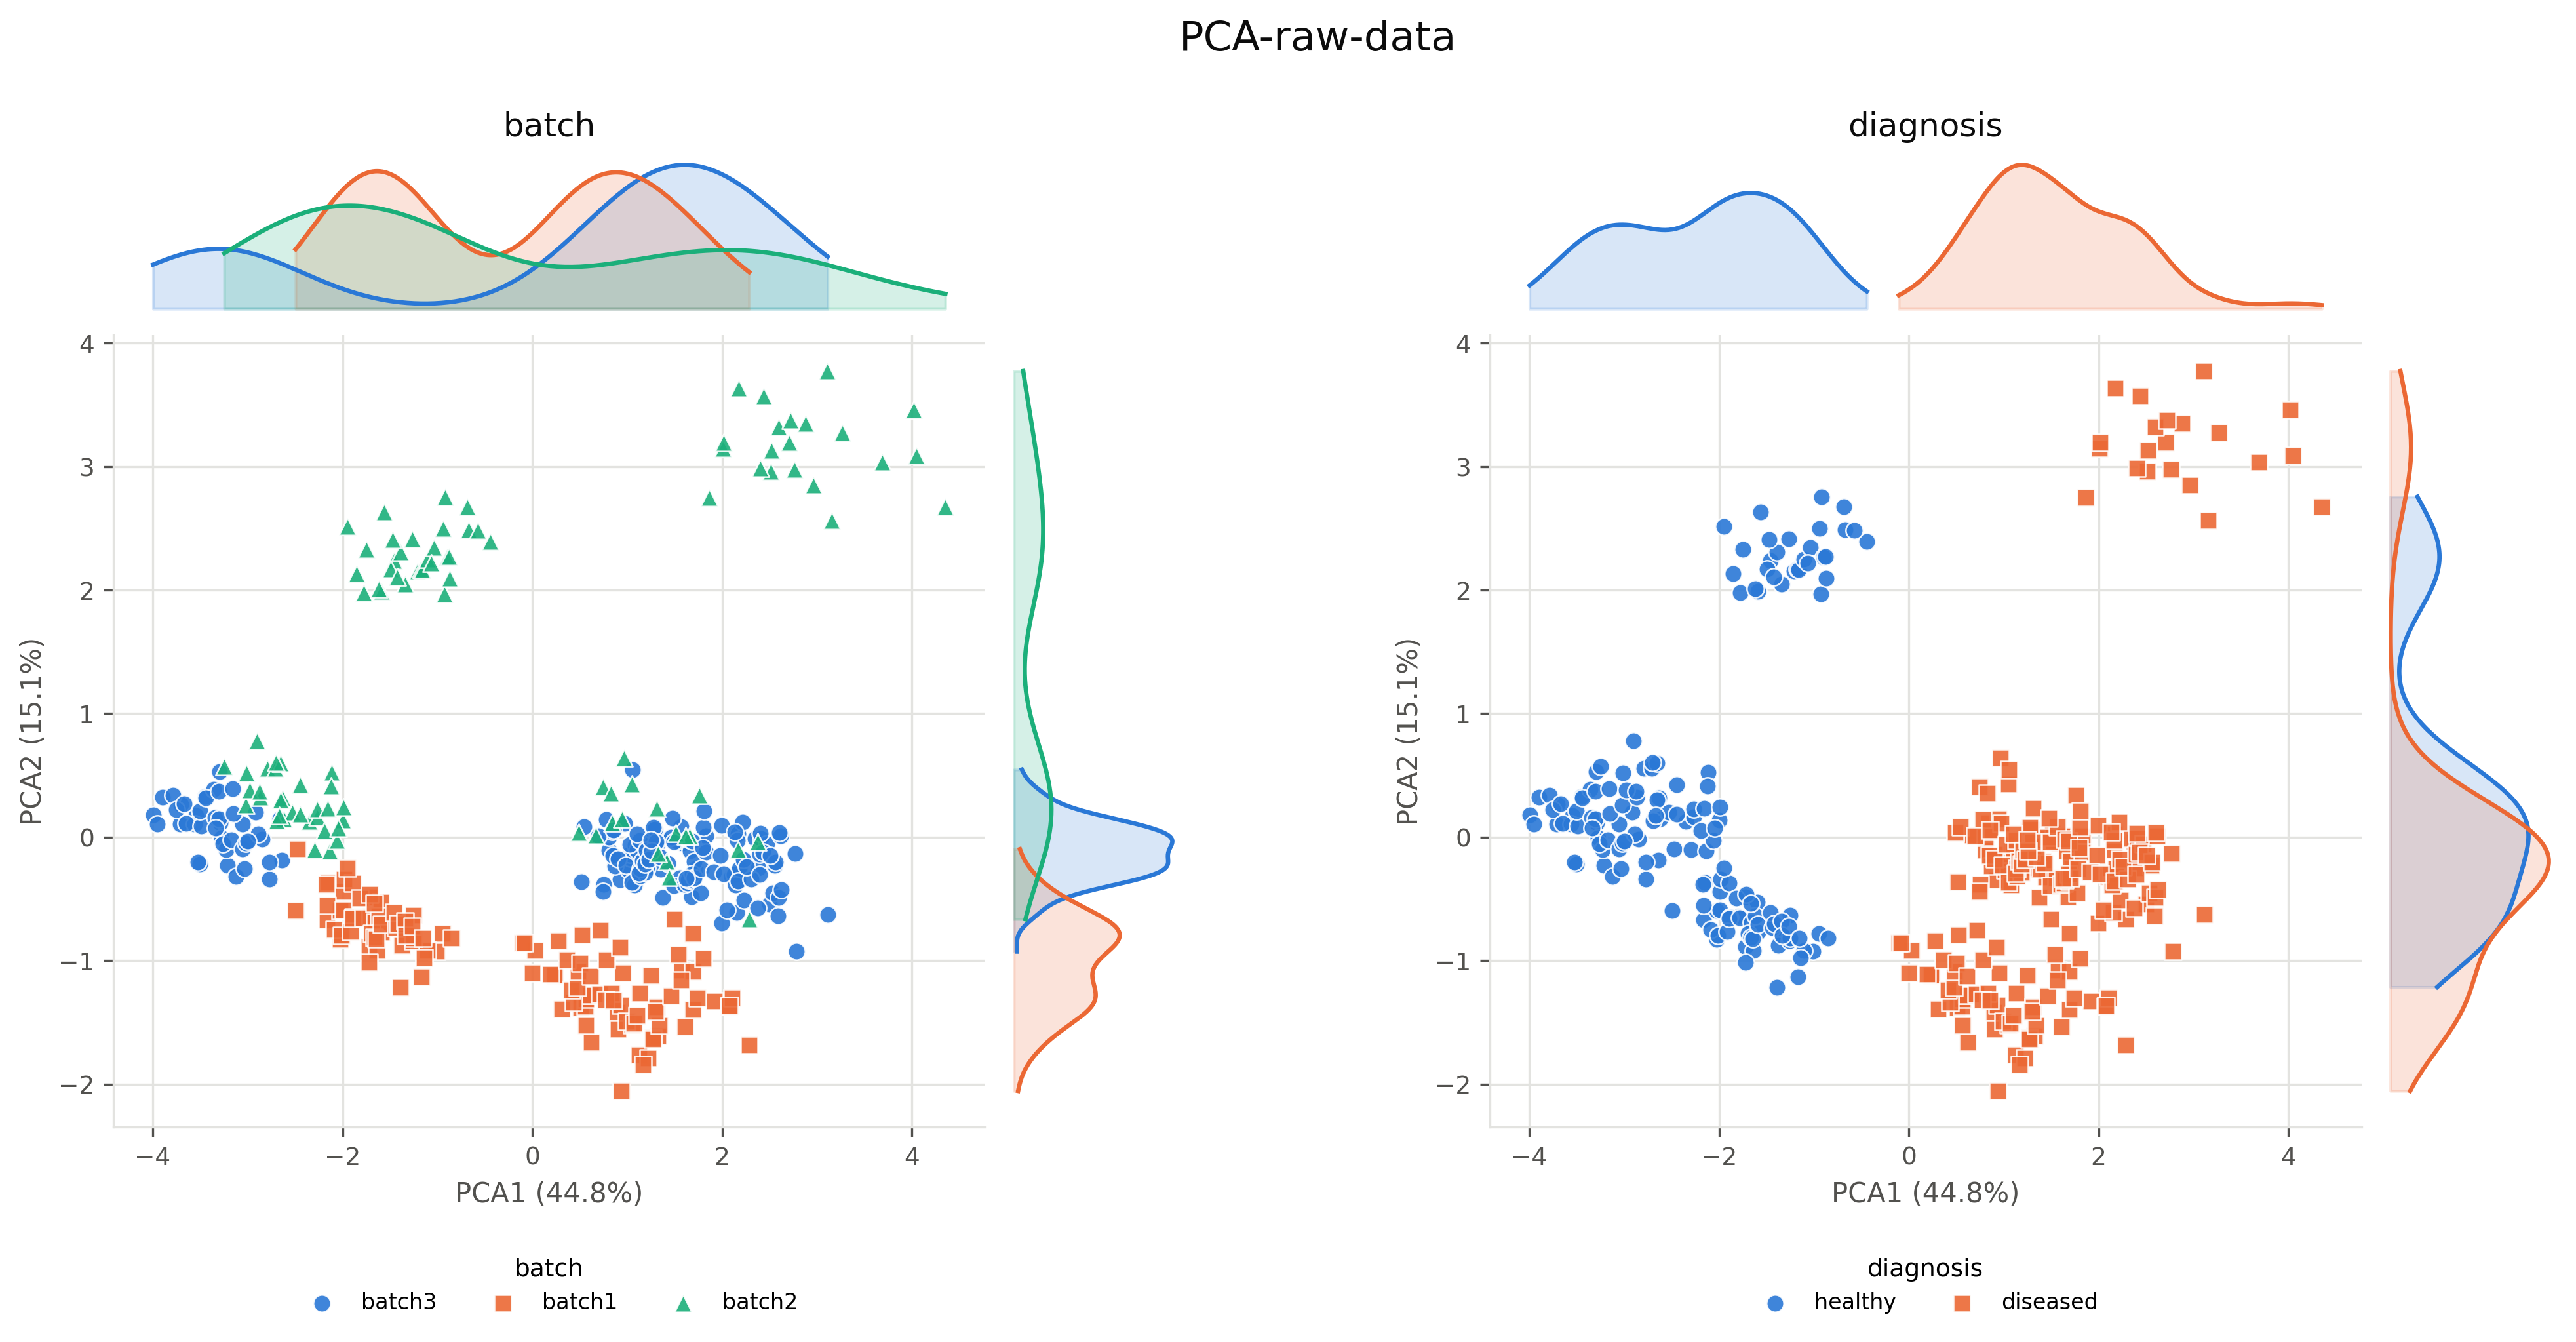 PCA-raw-data
batch
4
3
2
1
0
−1
−2
PCA2 (15.1%)
−4 −2 0 2 4
PCA1 (44.8%)
batch
batch3 batch1 batch2
diagnosis
4
3
2
1
0
−1
−2
PCA2 (15.1%)
−4 −2 0 2 4
PCA1 (44.8%)
diagnosis
healthy diseased